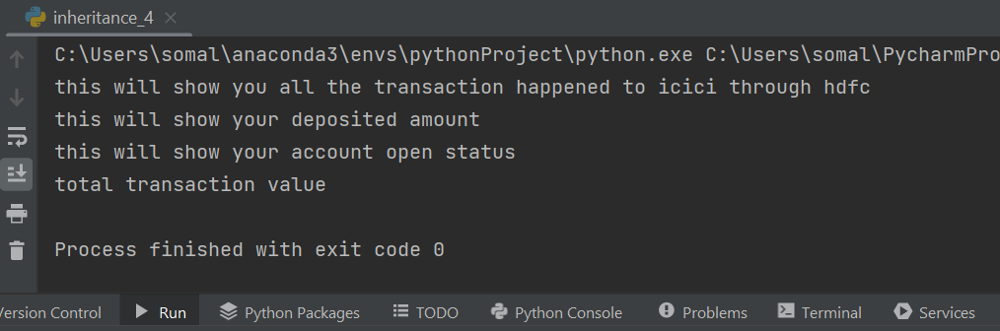 inheritance_4
C:\Users\somal\anaconda3\envs\pythonProject\python.exe C:\Users\somal\PycharmPro
this will show you all the transaction happened to icici through hdfc
this will show your deposited amount
this will show your account open status
total transaction value
Process finished with exit code 0
ersion Control Run Python Packages TODO Python Console Problems Terminal Services